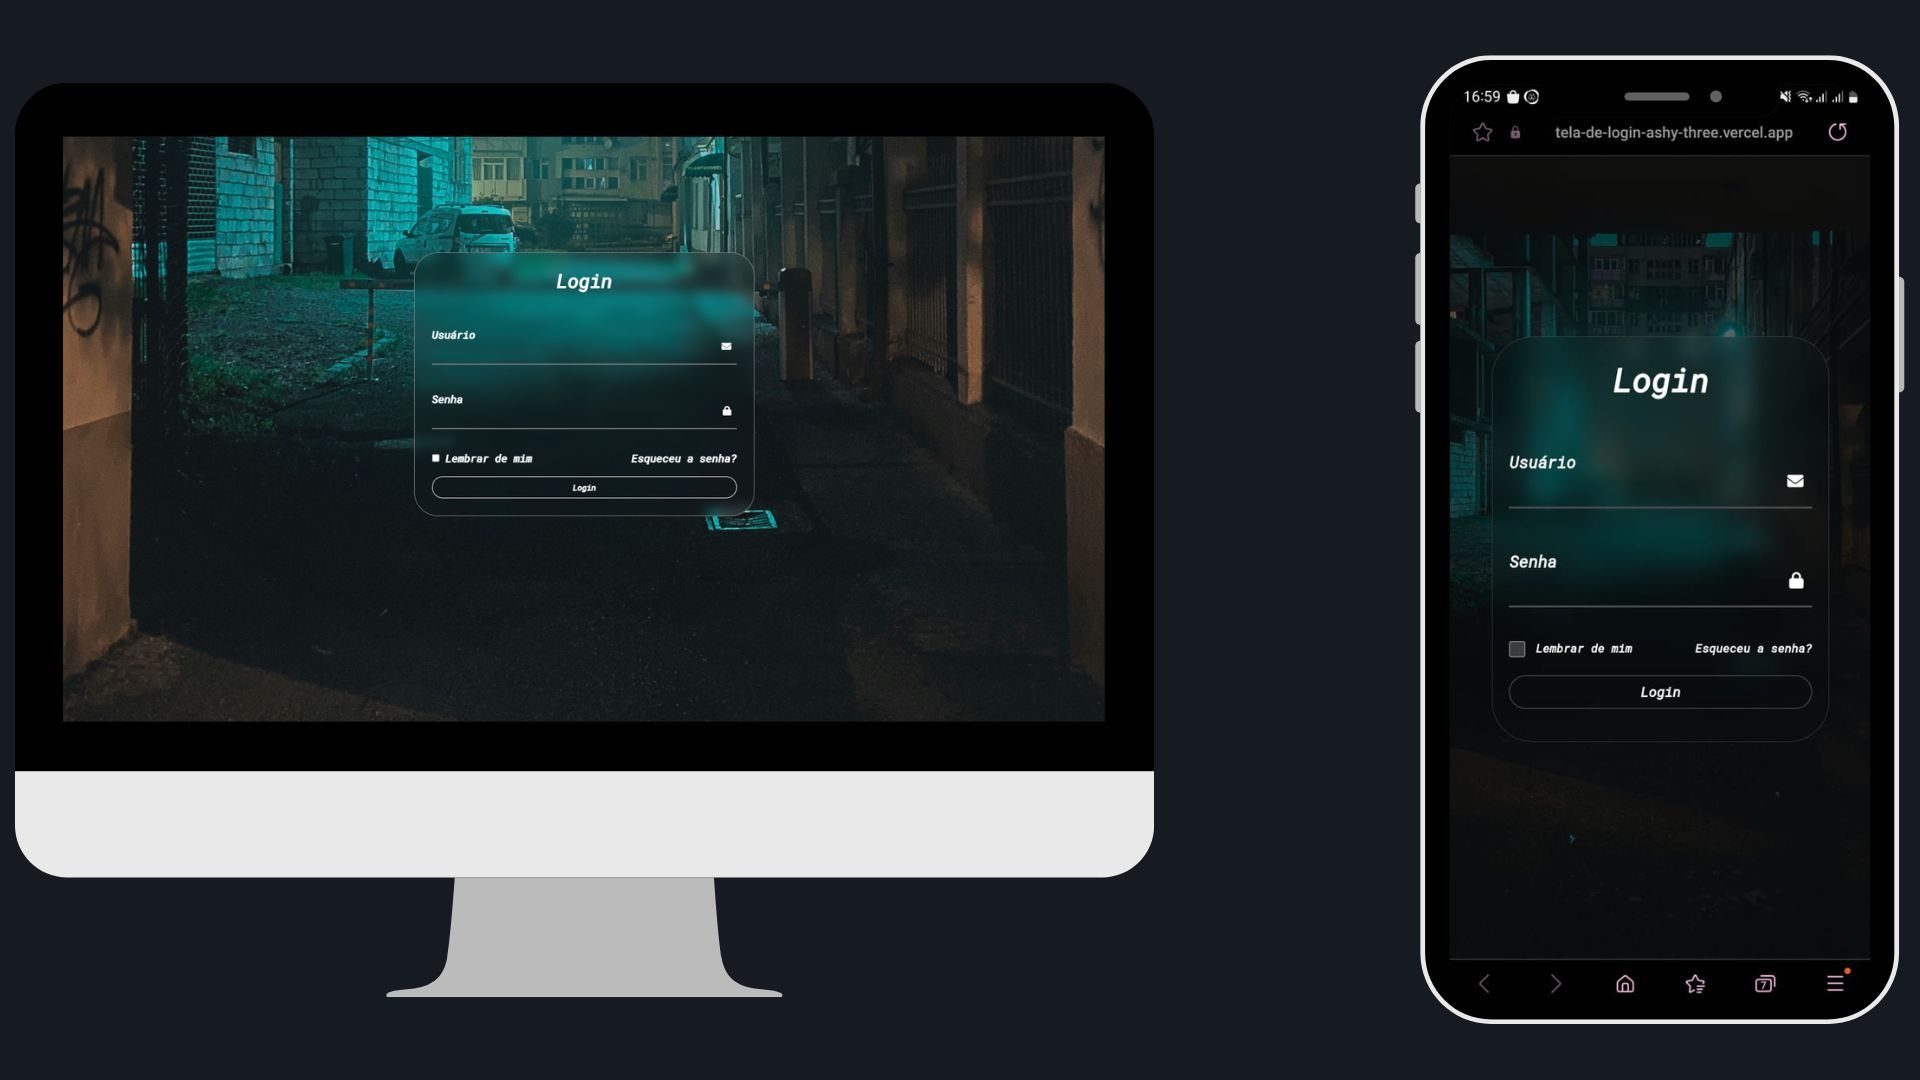 Login
Usuário
Senha
Lembrar de mim
Esqueceu a senha?
Login
16:59
tela-de-login-ashy-three.vercel.app
Login
Usuário
Senha
Lembrar de mim
Esqueceu a senha?
Login
7